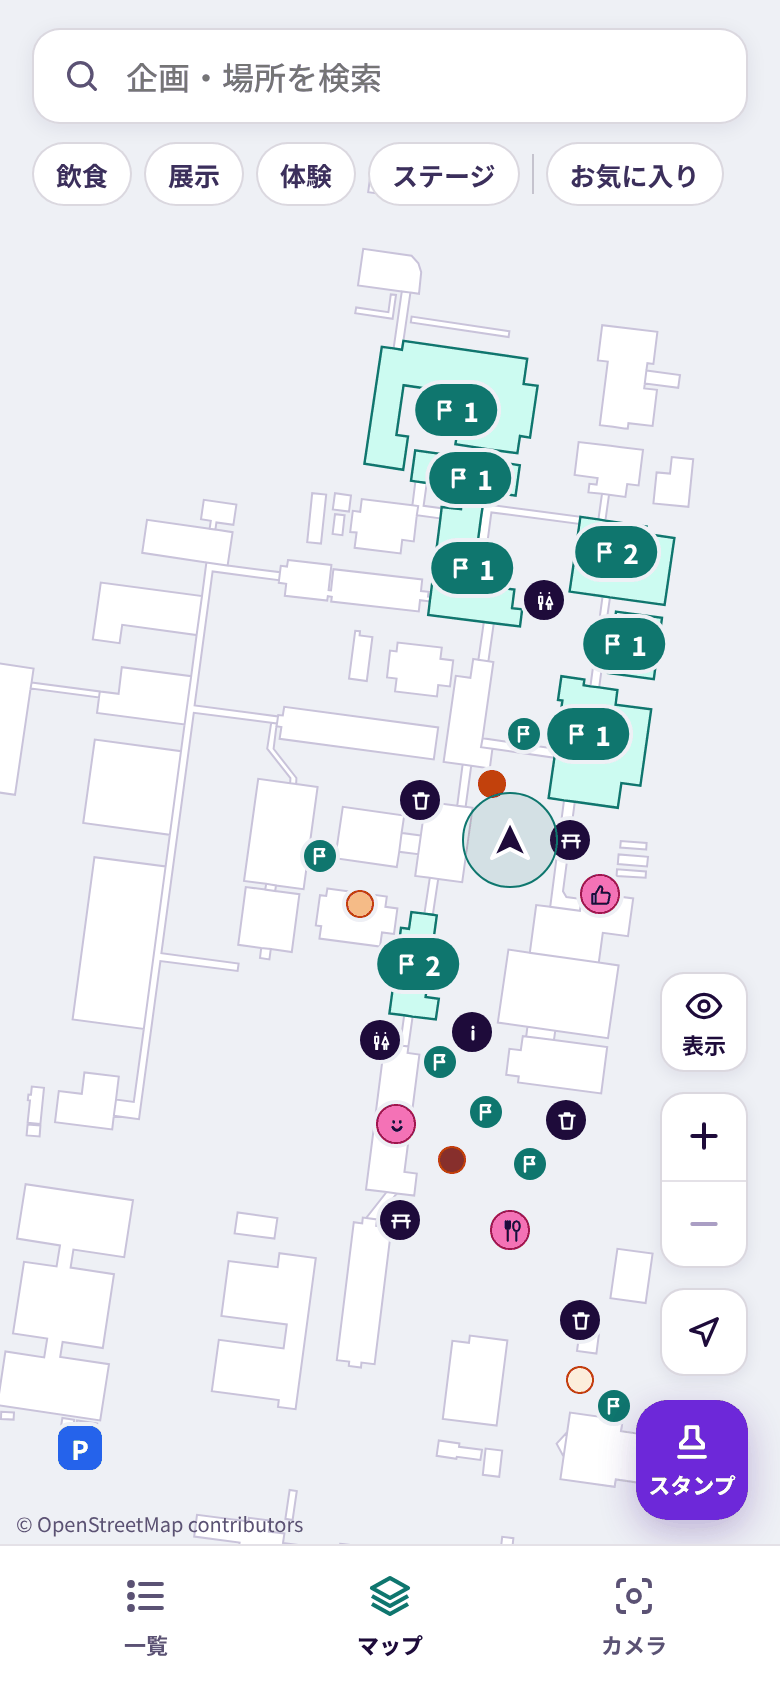 企画・場所を検索
飲食
展示
体験
ステージ
お気に入り
1
1
1
2
1
1
2
i
表示
P
スタンプ
© OpenStreetMap contributors
一覧
マップ
カメラ